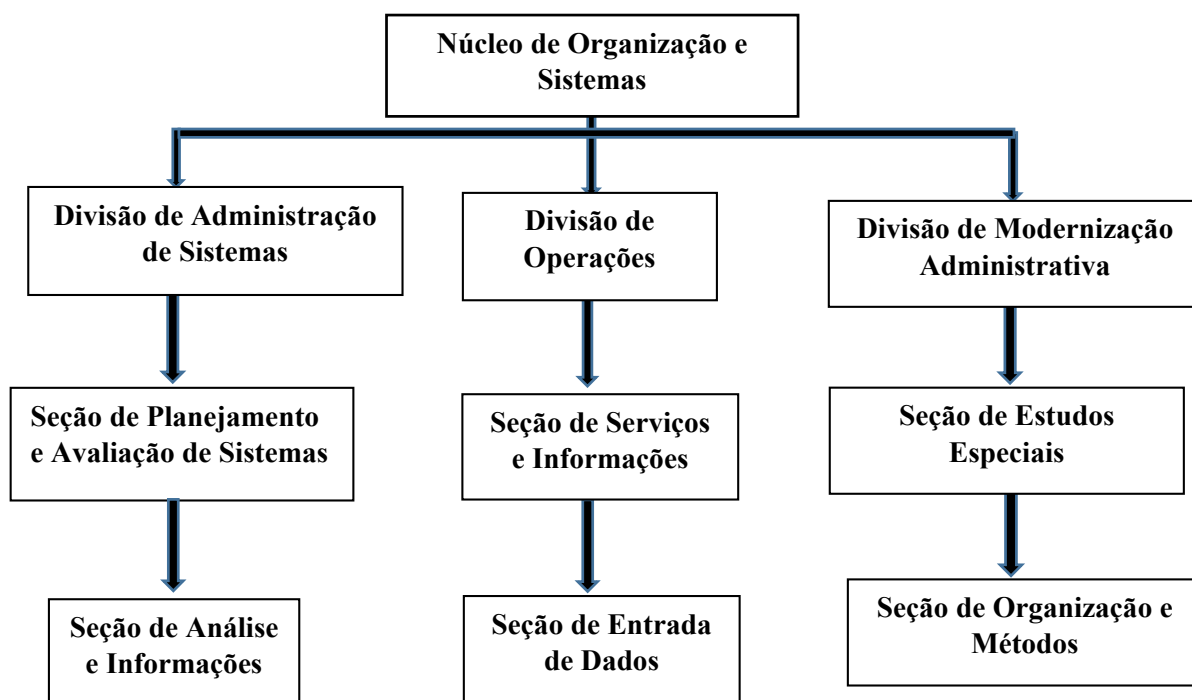 Núcleo de Organização e
Sistemas
Divisão de Administração
de Sistemas
Divisão de
Operações
Divisão de Modernização
Administrativa
Seção de Planejamento
e Avaliação de Sistemas
Seção de Serviços
e Informações
Seção de Estudos
Especiais
Seção de Análise
e Informações
Seção de Entrada
de Dados
Seção de Organização e
Métodos